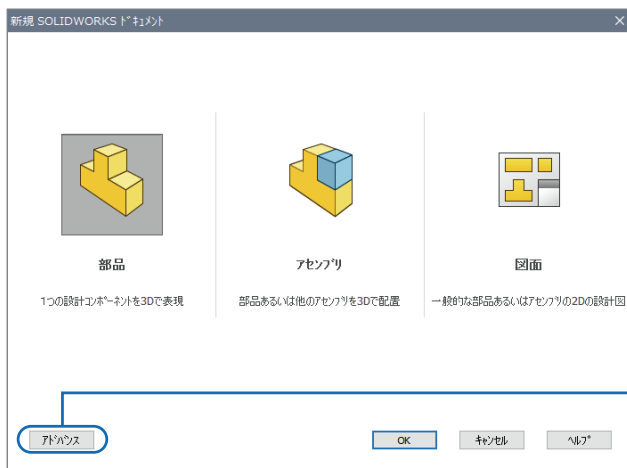 新規 SOLIDWORKS ﾄﾞｷｭﾒﾝﾄ
部品
ｱｾﾝﾌﾞﾘ
図面
1つの設計ｺﾝﾎﾟｰﾈﾝﾄを3Dで表現
部品あるいは他のｱｾﾝﾌﾞﾘを3Dで配置
一般的な部品あるいはｱｾﾝﾌﾞﾘの2Dの設計図
ｱﾄﾞﾊﾞﾝｽ
OK
ｷｬﾝｾﾙ
ﾍﾙﾌﾟ